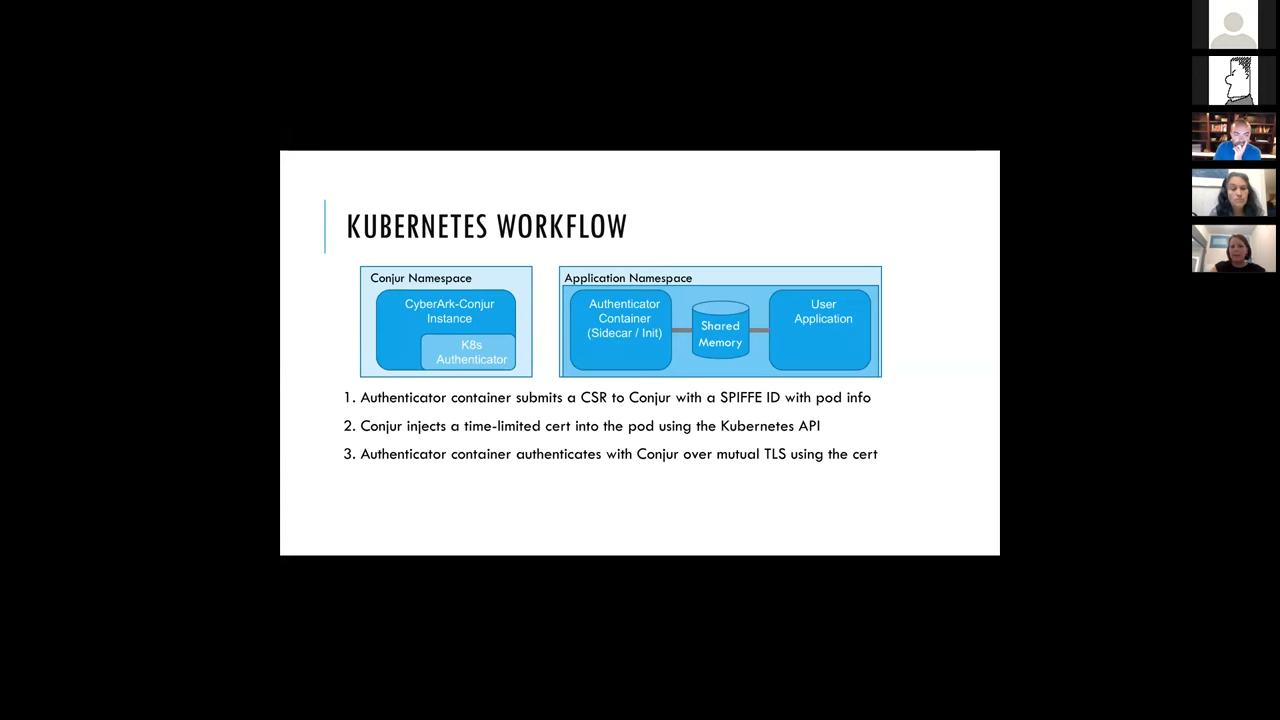 KUBERNETES WORKFLOW
Conjur Namespace
CyberArk-Conjur
Instance
K8s
Authenticator
Application Namespace
Authenticator
Container
(Sidecar / Init)
Shared
Memory
User
Application
1. Authenticator container submits a CSR to Conjur with a SPIFFE ID with pod info
2. Conjur injects a time-limited cert into the pod using the Kubernetes API
3. Authenticator container authenticates with Conjur over mutual TLS using the cert